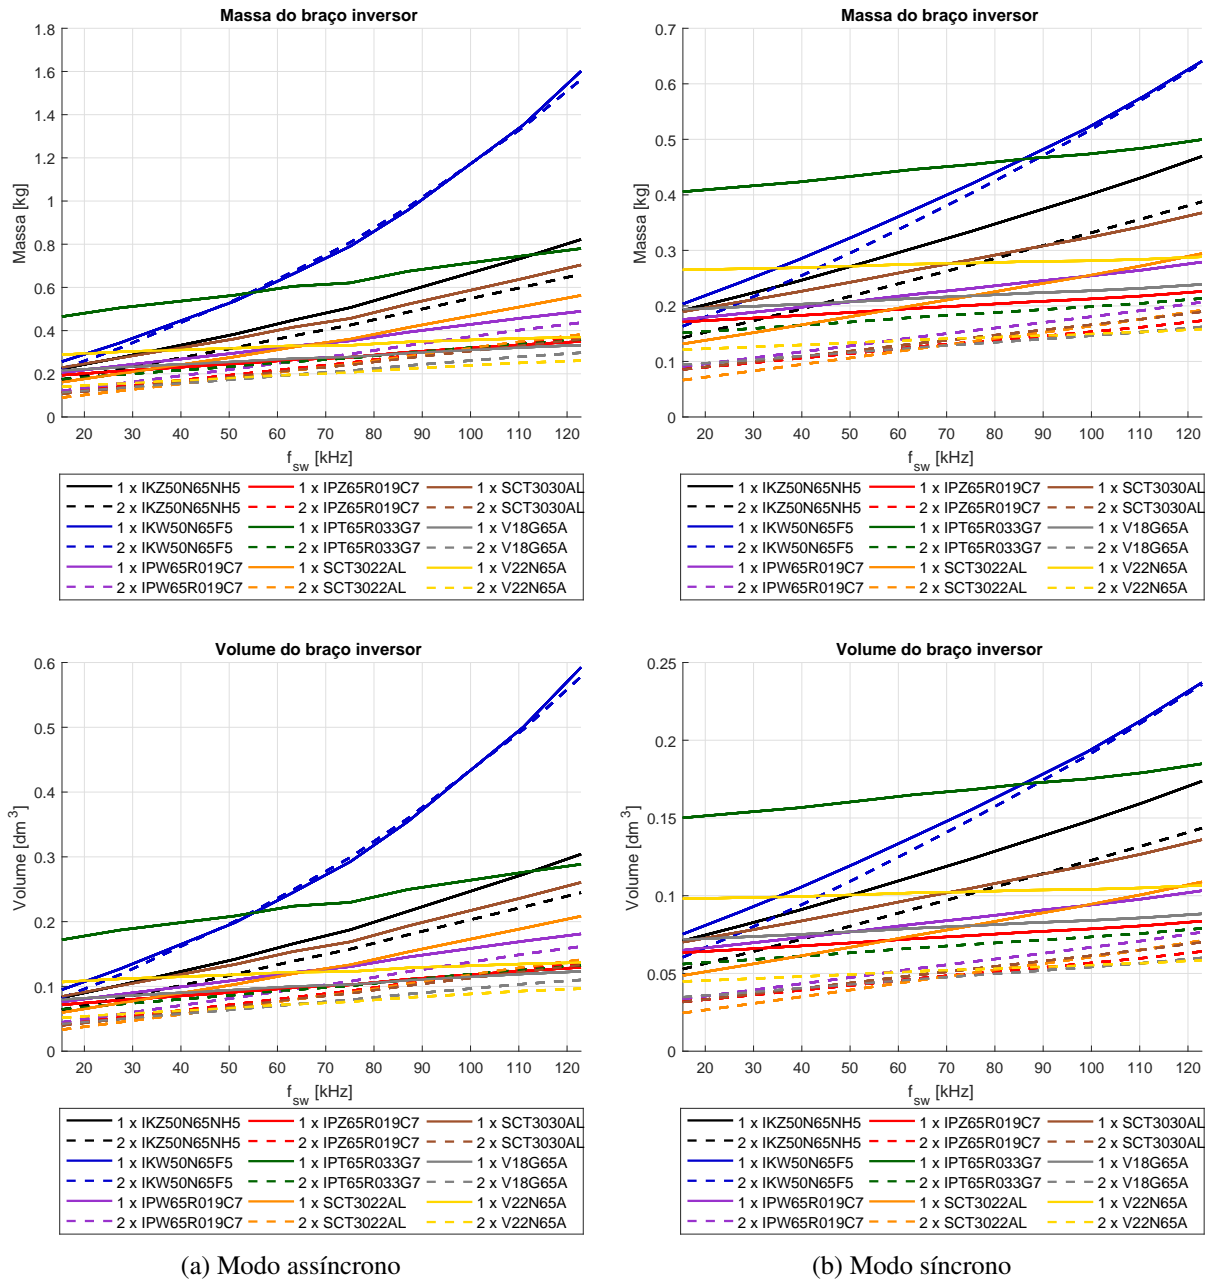 Massa do braço inversor
1.8
1.6
1.4
1.2
1
0.8
0.6
0.4
0.2
0
Massa [kg]
20 30 40 50 60 70 80 90 100 110 120
f_sw [kHz]
1 x IKZ50N65NH5 1 x IPZ65R019C7 1 x SCT3030AL
2 x IKZ50N65NH5 2 x IPZ65R019C7 2 x SCT3030AL
1 x IKW50N65F5 1 x IPT65R033G7 1 x V18G65A
2 x IKW50N65F5 2 x IPT65R033G7 2 x V18G65A
1 x IPW65R019C7 1 x SCT3022AL 1 x V22N65A
2 x IPW65R019C7 2 x SCT3022AL 2 x V22N65A
Massa do braço inversor
0.7
0.6
0.5
0.4
0.3
0.2
0.1
0
Massa [kg]
20 30 40 50 60 70 80 90 100 110 120
f_sw [kHz]
1 x IKZ50N65NH5 1 x IPZ65R019C7 1 x SCT3030AL
2 x IKZ50N65NH5 2 x IPZ65R019C7 2 x SCT3030AL
1 x IKW50N65F5 1 x IPT65R033G7 1 x V18G65A
2 x IKW50N65F5 2 x IPT65R033G7 2 x V18G65A
1 x IPW65R019C7 1 x SCT3022AL 1 x V22N65A
2 x IPW65R019C7 2 x SCT3022AL 2 x V22N65A
Volume do braço inversor
0.6
0.5
0.4
0.3
0.2
0.1
0
Volume [dm³]
20 30 40 50 60 70 80 90 100 110 120
f_sw [kHz]
1 x IKZ50N65NH5 1 x IPZ65R019C7 1 x SCT3030AL
2 x IKZ50N65NH5 2 x IPZ65R019C7 2 x SCT3030AL
1 x IKW50N65F5 1 x IPT65R033G7 1 x V18G65A
2 x IKW50N65F5 2 x IPT65R033G7 2 x V18G65A
1 x IPW65R019C7 1 x SCT3022AL 1 x V22N65A
2 x IPW65R019C7 2 x SCT3022AL 2 x V22N65A
Volume do braço inversor
0.25
0.2
0.15
0.1
0.05
0
Volume [dm³]
20 30 40 50 60 70 80 90 100 110 120
f_sw [kHz]
1 x IKZ50N65NH5 1 x IPZ65R019C7 1 x SCT3030AL
2 x IKZ50N65NH5 2 x IPZ65R019C7 2 x SCT3030AL
1 x IKW50N65F5 1 x IPT65R033G7 1 x V18G65A
2 x IKW50N65F5 2 x IPT65R033G7 2 x V18G65A
1 x IPW65R019C7 1 x SCT3022AL 1 x V22N65A
2 x IPW65R019C7 2 x SCT3022AL 2 x V22N65A
(a) Modo assíncrono
(b) Modo síncrono